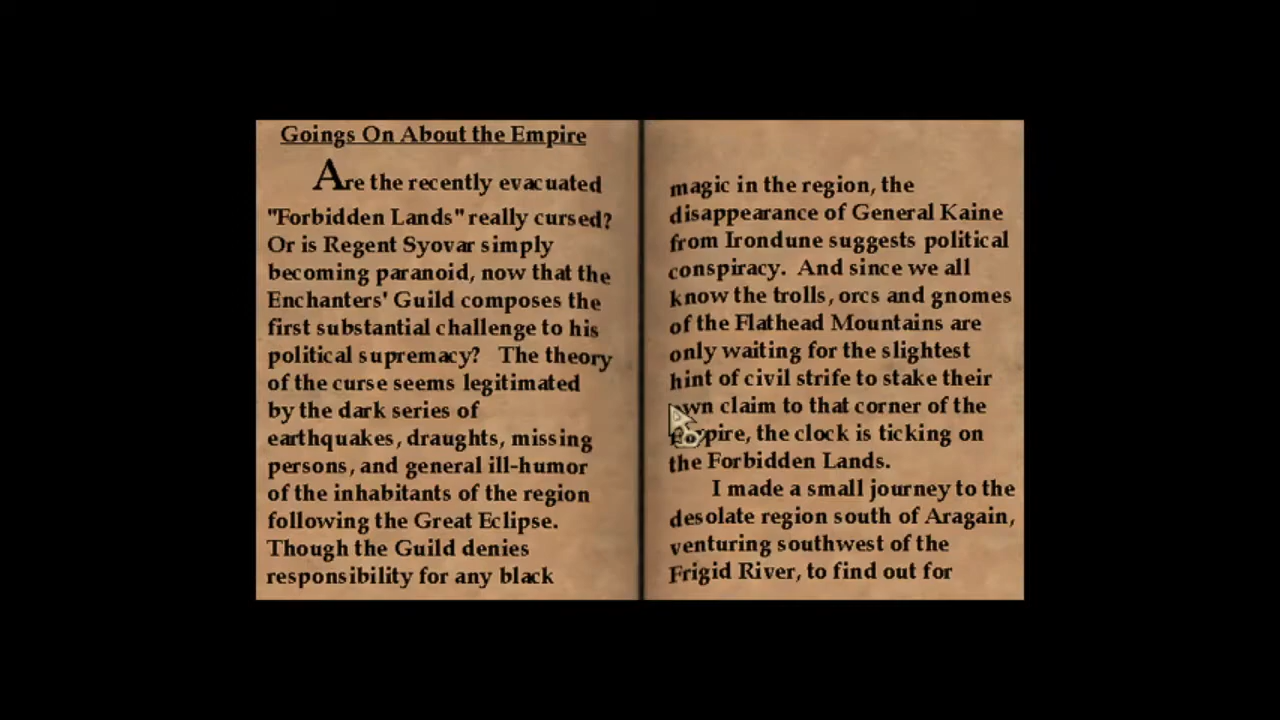 Goings On About the Empire
Are the recently evacuated
"Forbidden Lands" really cursed?
Or is Regent Syovar simply
becoming paranoid, now that the
Enchanters' Guild composes the
first substantial challenge to his
political supremacy?  The theory
of the curse seems legitimated
by the dark series of
earthquakes, draughts, missing
persons, and general ill-humor
of the inhabitants of the region
following the Great Eclipse.
Though the Guild denies
responsibility for any black
magic in the region, the
disappearance of General Kaine
from Irondune suggests political
conspiracy.  And since we all
know the trolls, orcs and gnomes
of the Flathead Mountains are
only waiting for the slightest
hint of civil strife to stake their
own claim to that corner of the
Empire, the clock is ticking on
the Forbidden Lands.
I made a small journey to the
desolate region south of Aragain,
venturing southwest of the
Frigid River, to find out for